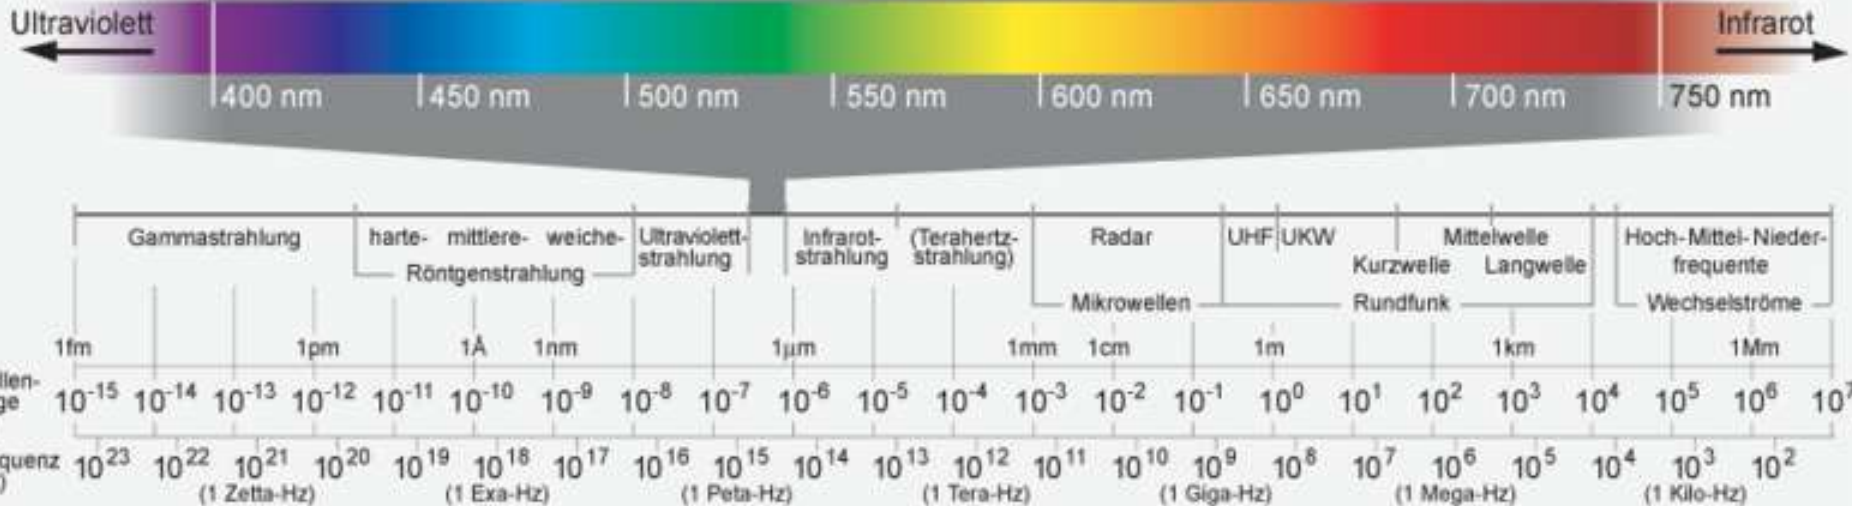 Ultraviolett
Infrarot
400 nm 450 nm 500 nm 550 nm 600 nm 650 nm 700 nm 750 nm
Gammastrahlung harte- mittlere- weiche- Ultraviolett- Infrarot- (Terahertz- Radar UHF UKW Mittelwelle Hoch- Mittel- Nieder-
Röntgenstrahlung strahlung strahlung strahlung) Kurzwelle Langwelle frequente
Mikrowellen Rundfunk Wechselströme
1fm 1pm 1Å 1nm 1µm 1mm 1cm 1m 1km 1Mm
llen-
ge
10⁻¹⁵ 10⁻¹⁴ 10⁻¹³ 10⁻¹² 10⁻¹¹ 10⁻¹⁰ 10⁻⁹ 10⁻⁸ 10⁻⁷ 10⁻⁶ 10⁻⁵ 10⁻⁴ 10⁻³ 10⁻² 10⁻¹ 10⁰ 10¹ 10² 10³ 10⁴ 10⁵ 10⁶ 10⁷
quenz 10²³ 10²² 10²¹ 10²⁰ 10¹⁹ 10¹⁸ 10¹⁷ 10¹⁶ 10¹⁵ 10¹⁴ 10¹³ 10¹² 10¹¹ 10¹⁰ 10⁹ 10⁸ 10⁷ 10⁶ 10⁵ 10⁴ 10³ 10²
) (1 Zetta-Hz) (1 Exa-Hz) (1 Peta-Hz) (1 Tera-Hz) (1 Giga-Hz) (1 Mega-Hz) (1 Kilo-Hz)